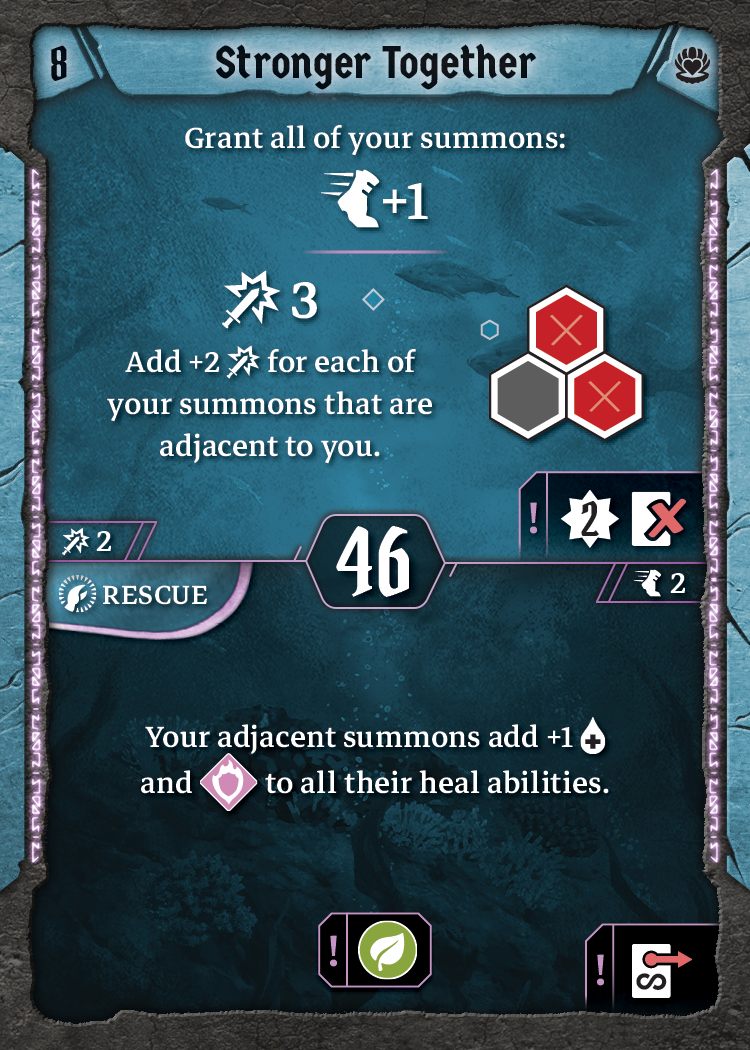 8
Stronger Together
Grant all of your summons:
+1
3
Add +2 for each of
your summons that are
adjacent to you.
! 2
2
46
RESCUE
2
Your adjacent summons add +1
and to all their heal abilities.
!
!